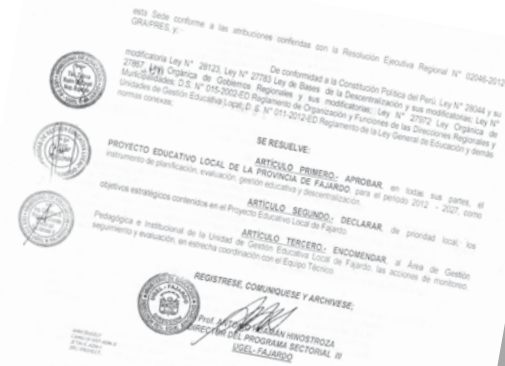 esta Sede conforme a las atribuciones conferidas con la Resolución Ejecutiva Regional N° 02046-2012
GRA/PRES, y;
De conformidad a la Constitución Política del Perú, Ley N° 28044 y su
modificatoria Ley N° 28123, Ley N° 27783 Ley de Bases de la Descentralización y sus modificatorias; Ley N°
27867, Ley Orgánica de Gobiernos Regionales y sus modificatorias; Ley N° 27972 Ley Orgánica de
Municipalidades, D.S. N° 015-2002-ED Reglamento de Organización y Funciones de las Direcciones Regionales y
Unidades de Gestión Educativa Local; D.S. N° 011-2012-ED Reglamento de la Ley General de Educación y demás
normas conexas;
SE RESUELVE:
ARTÍCULO PRIMERO.- APROBAR, en todas sus partes, el
PROYECTO EDUCATIVO LOCAL DE LA PROVINCIA DE FAJARDO, para el período 2012 - 2027, como
instrumento de planificación, evaluación, gestión educativa y descentralización.
ARTÍCULO SEGUNDO.- DECLARAR, de prioridad local, los
objetivos estratégicos contenidos en el Proyecto Educativo Local de Fajardo.
ARTÍCULO TERCERO.- ENCOMENDAR, al Área de Gestión
Pedagógica e Institucional de la Unidad de Gestión Educativa Local de Fajardo, las acciones de monitoreo,
seguimiento y evaluación, en estrecha coordinación con el Equipo Técnico.
REGISTRESE, COMUNIQUESE Y ARCHIVESE;
UGEL - FAJARDO
Prof. HINOSTROZA
DIRECTOR DEL PROGRAMA SECTORIAL III
UGEL- FAJARDO